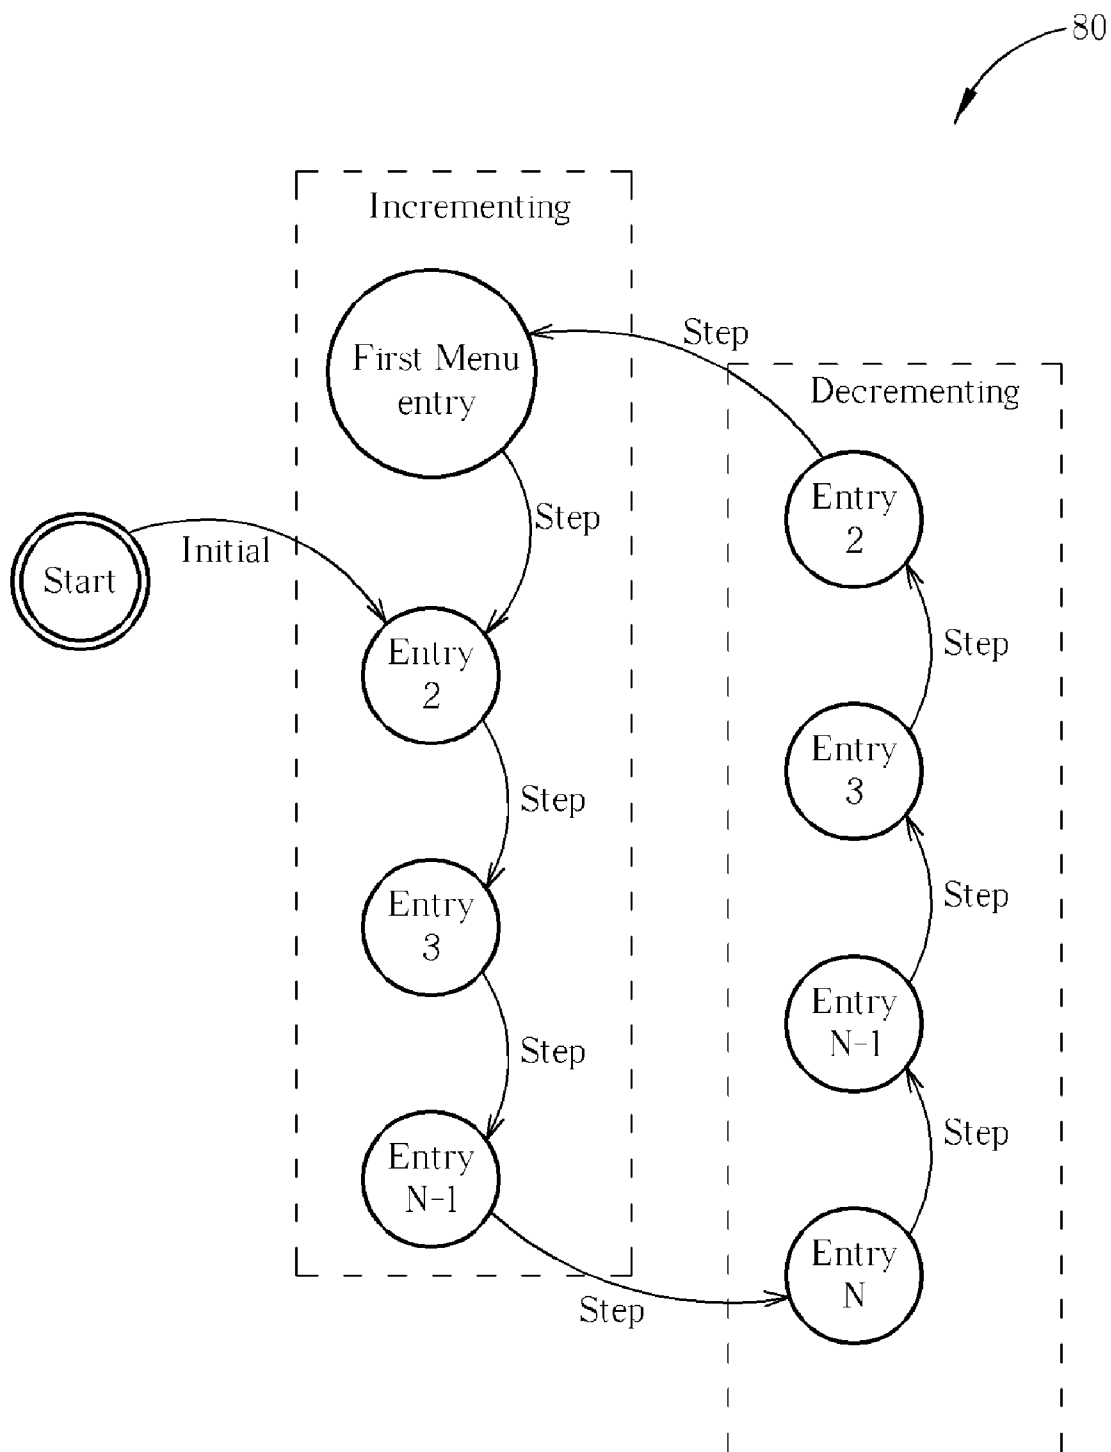 80
Incrementing
First Menu
entry
Step
Decrementing
Step
Entry
2
Initial
Start
Entry
2
Step
Step
Entry
3
Entry
3
Step
Step
Entry
N-1
Entry
N-1
Step
Entry
N
Step